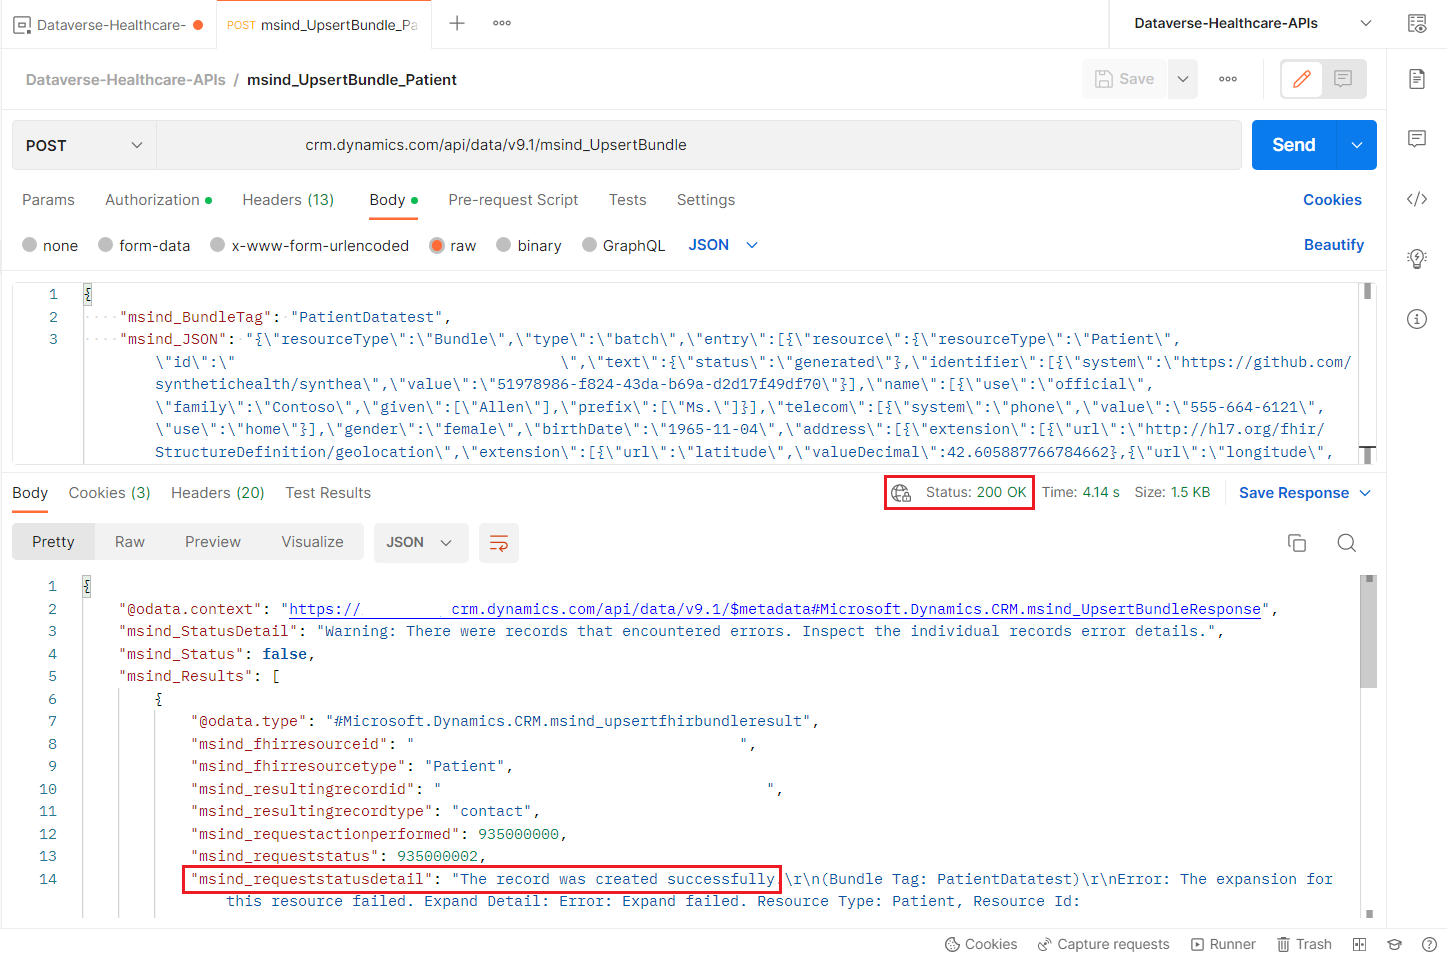 Dataverse-Healthcare-
POST msind_UpsertBundle_Pa
Dataverse-Healthcare-APIs
Dataverse-Healthcare-APIs / msind_UpsertBundle_Patient
Save
POST
crm.dynamics.com/api/data/v9.1/msind_UpsertBundle
Send
Params Authorization Headers (13) Body Pre-request Script Tests Settings Cookies
none form-data x-www-form-urlencoded raw binary GraphQL JSON Beautify
1 {
2 "msind_BundleTag": "PatientDatatest",
3 "msind_JSON": "{\"resourceType\":\"Bundle\",\"type\":\"batch\",\"entry\":[{\"resource\":{\"resourceType\":\"Patient\",
\"id\":\" \",\"text\":{\"status\":\"generated\"},\"identifier\":[{\"system\":\"https://github.com/
synthetichealth/synthea\",\"value\":\"51978986-f824-43da-b69a-d2d17f49df70\"}],\"name\":[{\"use\":\"official\",
\"family\":\"Contoso\",\"given\":[\"Allen\"],\"prefix\":[\"Ms.\"]}],\"telecom\":[{\"system\":\"phone\",\"value\":\"555-664-6121\",
\"use\":\"home\"}],\"gender\":\"female\",\"birthDate\":\"1965-11-04\",\"address\":[{\"extension\":[{\"url\":\"http://hl7.org/fhir/
StructureDefinition/geolocation\",\"extension\":[{\"url\":\"latitude\",\"valueDecimal\":42.605887766784662},{\"url\":\"longitude\",
Body Cookies (3) Headers (20) Test Results Status: 200 OK Time: 4.14 s Size: 1.5 KB Save Response
Pretty Raw Preview Visualize JSON
1 {
2 "@odata.context": "https:// crm.dynamics.com/api/data/v9.1/$metadata#Microsoft.Dynamics.CRM.msind_UpsertBundleResponse",
3 "msind_StatusDetail": "Warning: There were records that encountered errors. Inspect the individual records error details.",
4 "msind_Status": false,
5 "msind_Results": [
6 {
7 "@odata.type": "#Microsoft.Dynamics.CRM.msind_upsertfhirbundleresult",
8 "msind_fhirresourceid": " ",
9 "msind_fhirresourcetype": "Patient",
10 "msind_resultingrecordid": " ",
11 "msind_resultingrecordtype": "contact",
12 "msind_requestactionperformed": 935000000,
13 "msind_requeststatus": 935000002,
14 "msind_requeststatusdetail": "The record was created successfully.\r\n(Bundle Tag: PatientDatatest)\r\nError: The expansion for
this resource failed. Expand Detail: Error: Expand failed. Resource Type: Patient, Resource Id:
Cookies Capture requests Runner Trash